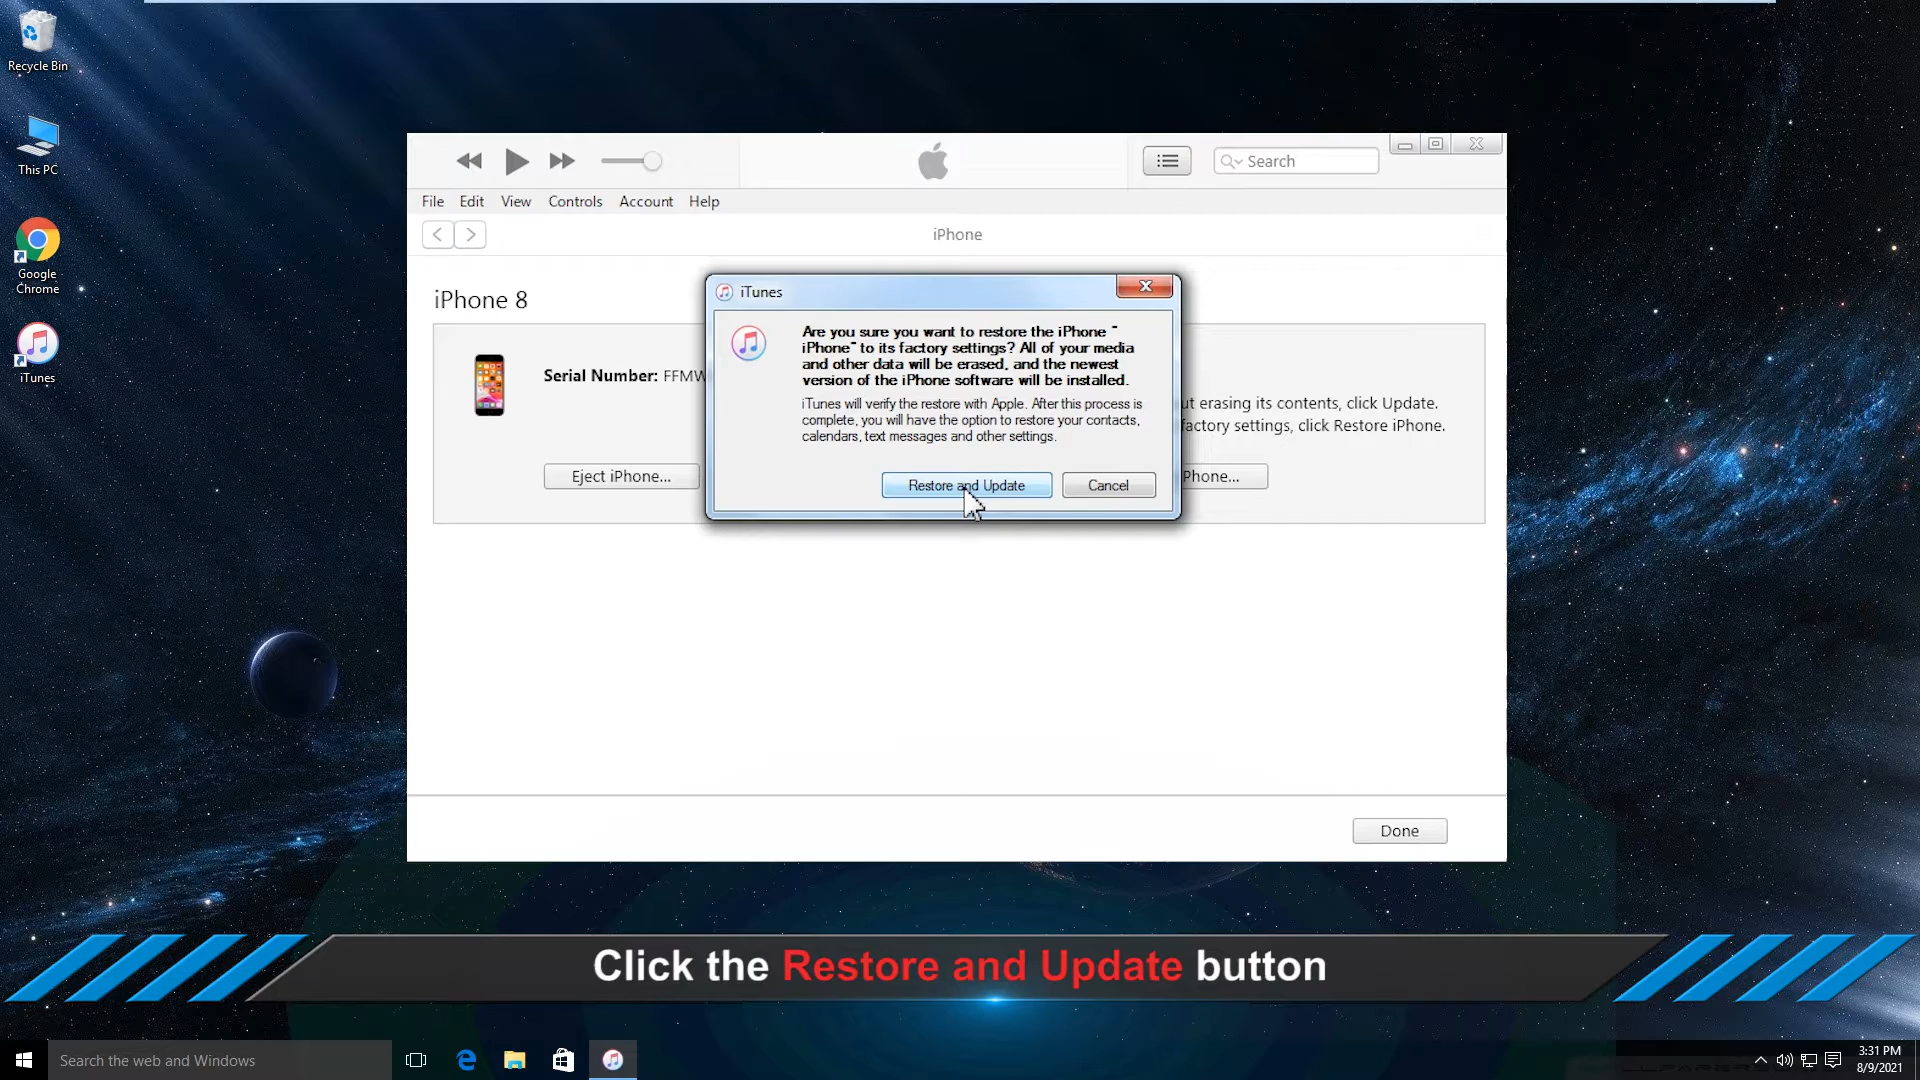 Recycle Bin
This PC
Google
Chrome
iTunes
Search
File Edit View Controls Account Help
iPhone
iPhone 8
Serial Number: FFMW
ut erasing its contents, click Update.
factory settings, click Restore iPhone.
Eject iPhone...
Phone...
iTunes
Are you sure you want to restore the iPhone "
iPhone" to its factory settings? All of your media
and other data will be erased, and the newest
version of the iPhone software will be installed.
iTunes will verify the restore with Apple. After this process is
complete, you will have the option to restore your contacts,
calendars, text messages and other settings.
Restore and Update
Cancel
Done
Click the Restore and Update button
Search the web and Windows
3:31 PM
8/9/2021